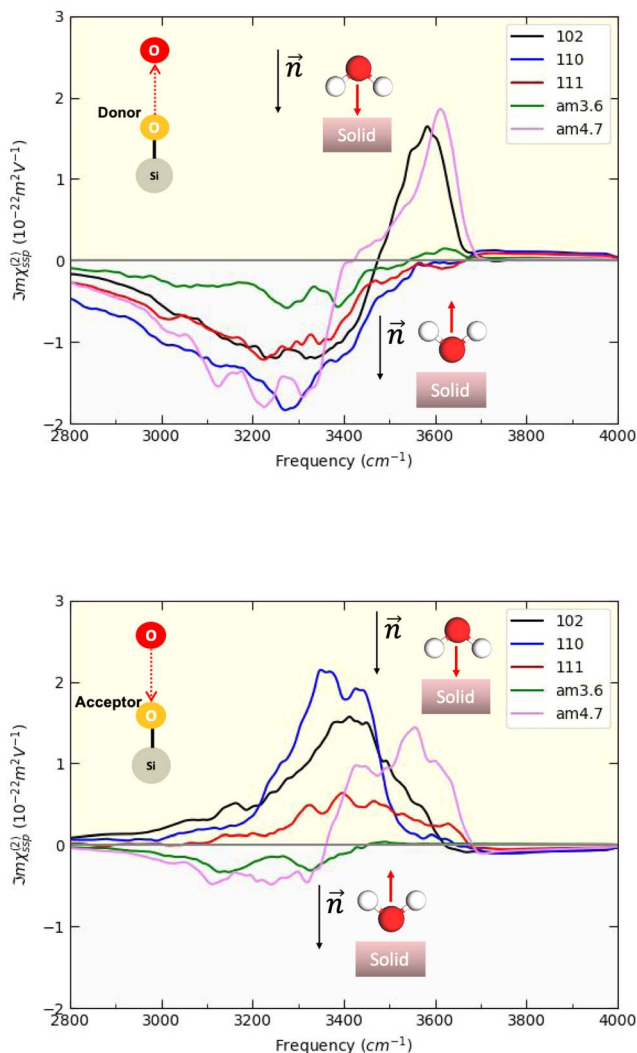 3
2
1
0
−1
−2
2800 3000 3200 3400 3600 3800 4000
Frequency (cm⁻¹)
ℑmχ⁽²⁾ssp (10⁻²²m²V⁻¹)
O
Donor
O
Si
n⃗
Solid
102
110
111
am3.6
am4.7
n⃗
Solid
3
2
1
0
−1
−2
2800 3000 3200 3400 3600 3800 4000
Frequency (cm⁻¹)
ℑmχ⁽²⁾ssp (10⁻²²m²V⁻¹)
O
Acceptor
O
Si
n⃗
Solid
102
110
111
am3.6
am4.7
n⃗
Solid